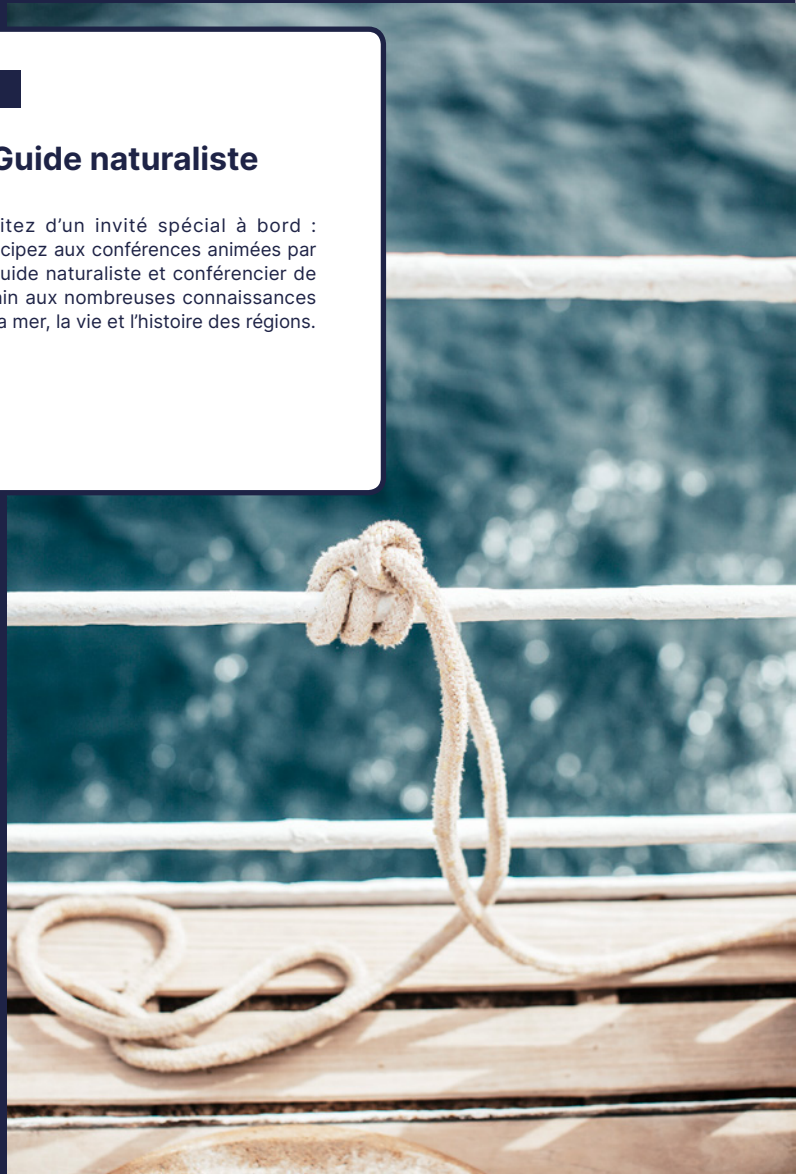 Guide naturaliste
itez d’un invité spécial à bord :
cipez aux conférences animées par
uide naturaliste et conférencier de
in aux nombreuses connaissances
a mer, la vie et l’histoire des régions.